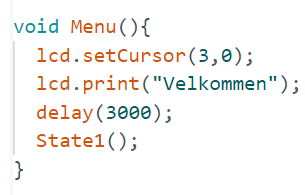 void Menu(){
  lcd.setCursor(3,0);
  lcd.print("Velkommen");
  delay(3000);
  State1();
}